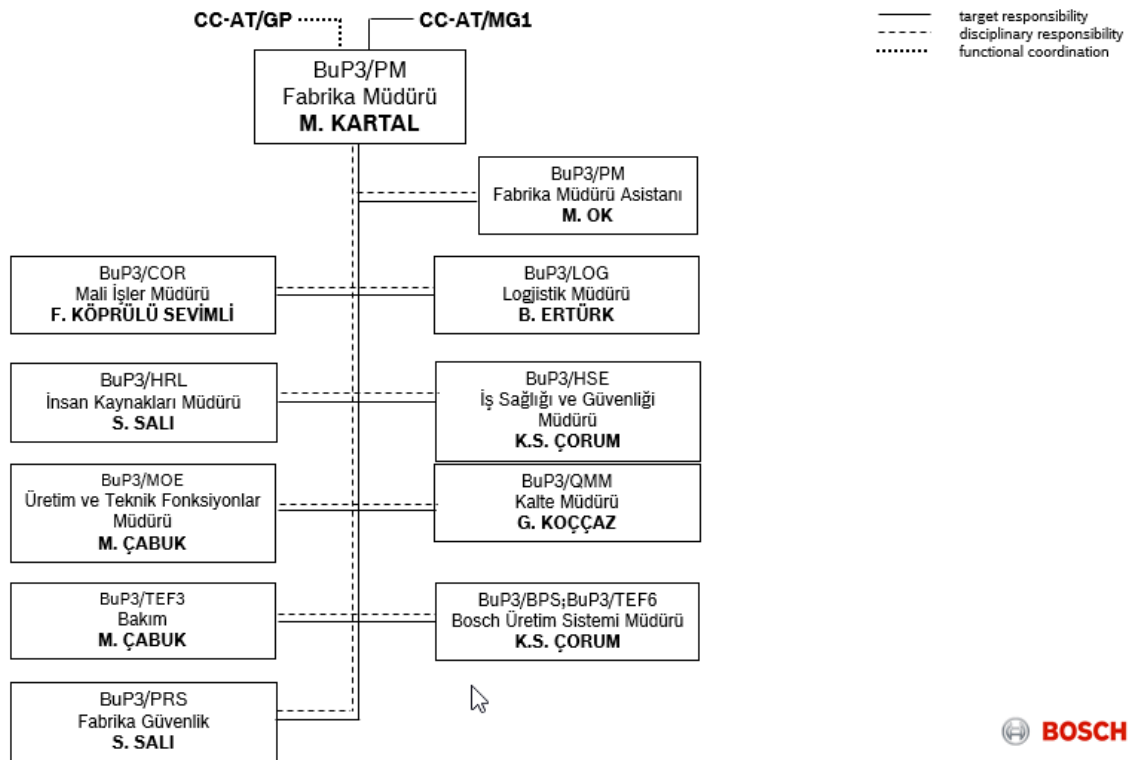 CC-AT/GP
CC-AT/MG1
target responsibility
disciplinary responsibility
functional coordination
BuP3/PM
Fabrika Müdürü
M. KARTAL
BuP3/PM
Fabrika Müdürü Asistanı
M. OK
BuP3/COR
Mali İşler Müdürü
F. KÖPRÜLÜ SEVİMLİ
BuP3/LOG
Logjistik Müdürü
B. ERTÜRK
BuP3/HRL
İnsan Kaynakları Müdürü
S. SALI
BuP3/HSE
İş Sağlığı ve Güvenliği
Müdürü
K.S. ÇORUM
BuP3/MOE
Üretim ve Teknik Fonksiyonlar
Müdürü
M. ÇABUK
BuP3/QMM
Kalte Müdürü
G. KOÇÇAZ
BuP3/TEF3
Bakım
M. ÇABUK
BuP3/BPS;BuP3/TEF6
Bosch Üretim Sistemi Müdürü
K.S. ÇORUM
BuP3/PRS
Fabrika Güvenlik
S. SALI
BOSCH